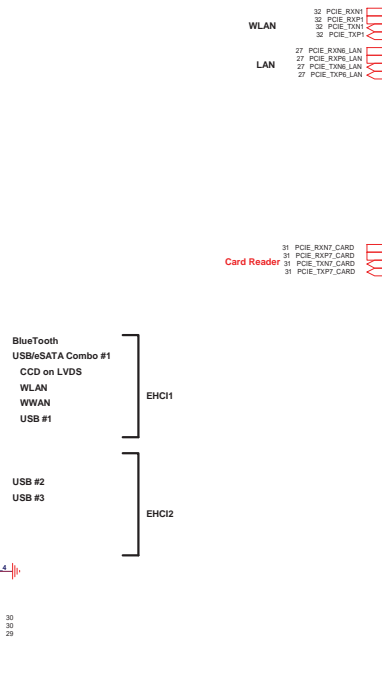 32 PCIE_RXN1
32 PCIE_RXP1
WLAN
32 PCIE_TXN1
32 PCIE_TXP1
27 PCIE_RXN6_LAN
27 PCIE_RXP6_LAN
LAN
27 PCIE_TXN6_LAN
27 PCIE_TXP6_LAN
31 PCIE_RXN7_CARD
31 PCIE_RXP7_CARD
Card Reader
31 PCIE_TXN7_CARD
31 PCIE_TXP7_CARD
BlueTooth
USB/eSATA Combo #1
CCD on LVDS
WLAN
WWAN
USB #1
EHCI1
USB #2
USB #3
EHCI2
4
30
30
29